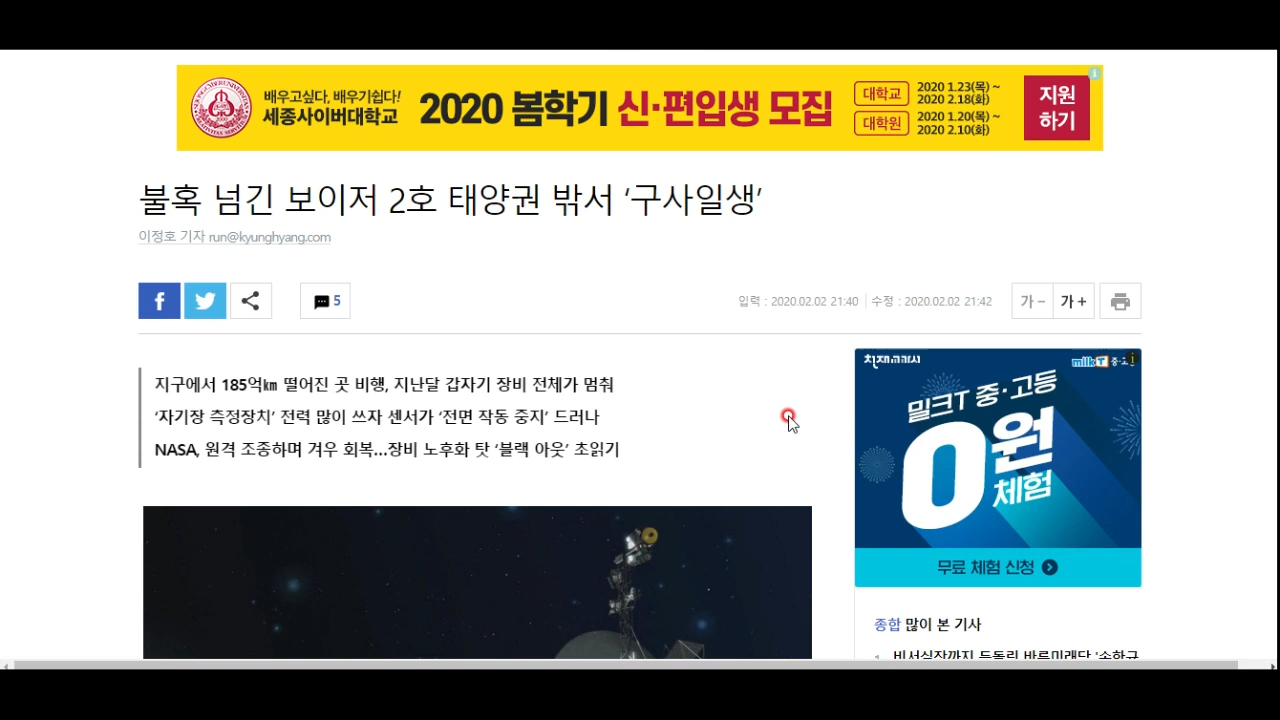 배우고싶다, 배우기쉽다!
세종사이버대학교
2020 봄학기 신·편입생 모집
대학교 2020 1.23(목) ~ 2020 2.18(화)
대학원 2020 1.20(목) ~ 2020 2.10(화)
지원
하기
불혹 넘긴 보이저 2호 태양권 밖서 ‘구사일생’
이정호 기자 run@kyunghyang.com
5
입력 : 2020.02.02 21:40 수정 : 2020.02.02 21:42
가 - 가 +
지구에서 185억㎞ 떨어진 곳 비행, 지난달 갑자기 장비 전체가 멈춰
‘자기장 측정장치’ 전력 많이 쓰자 센서가 ‘전면 작동 중지’ 드러나
NASA, 원격 조종하며 겨우 회복…장비 노후화 탓 ‘블랙 아웃’ 초읽기
milkT 중·고
밀크T 중·고등
0원
체험
무료 체험 신청
종합 많이 본 기사